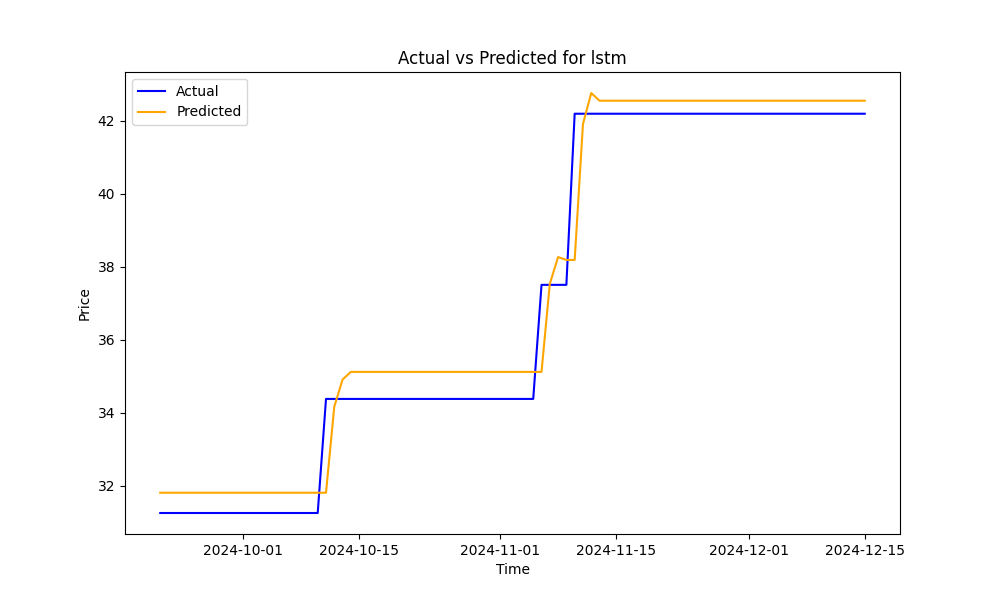 Actual vs Predicted for lstm
Actual
Predicted
Price
42
40
38
36
34
32
2024-10-01 2024-10-15 2024-11-01 2024-11-15 2024-12-01 2024-12-15
Time